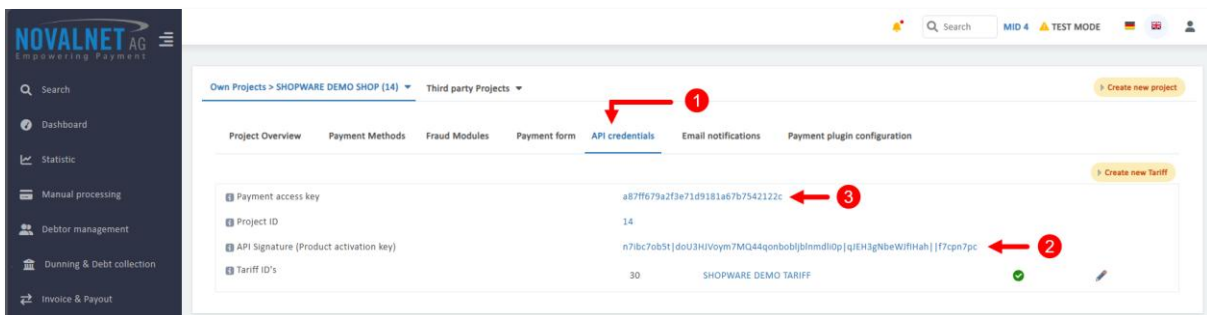 NOVALNET AG
Empowering Payment
Search
MID 4
TEST MODE
Search
Dashboard
Statistic
Manual processing
Debtor management
Dunning & Debt collection
Invoice & Payout
Own Projects > SHOPWARE DEMO SHOP (14)
Third party Projects
Create new project
1
Project Overview
Payment Methods
Fraud Modules
Payment form
API credentials
Email notifications
Payment plugin configuration
Create new Tariff
Payment access key
a87ff679a2f3e71d9181a67b7542122c
3
Project ID
14
API Signature (Product activation key)
n7ibc7ob5t|doU3HJVoym7MQ44qonbobljblnmdli0p|qJEH3gNbeWJfIHah||f7cpn7pc
2
Tariff ID's
30
SHOPWARE DEMO TARIFF